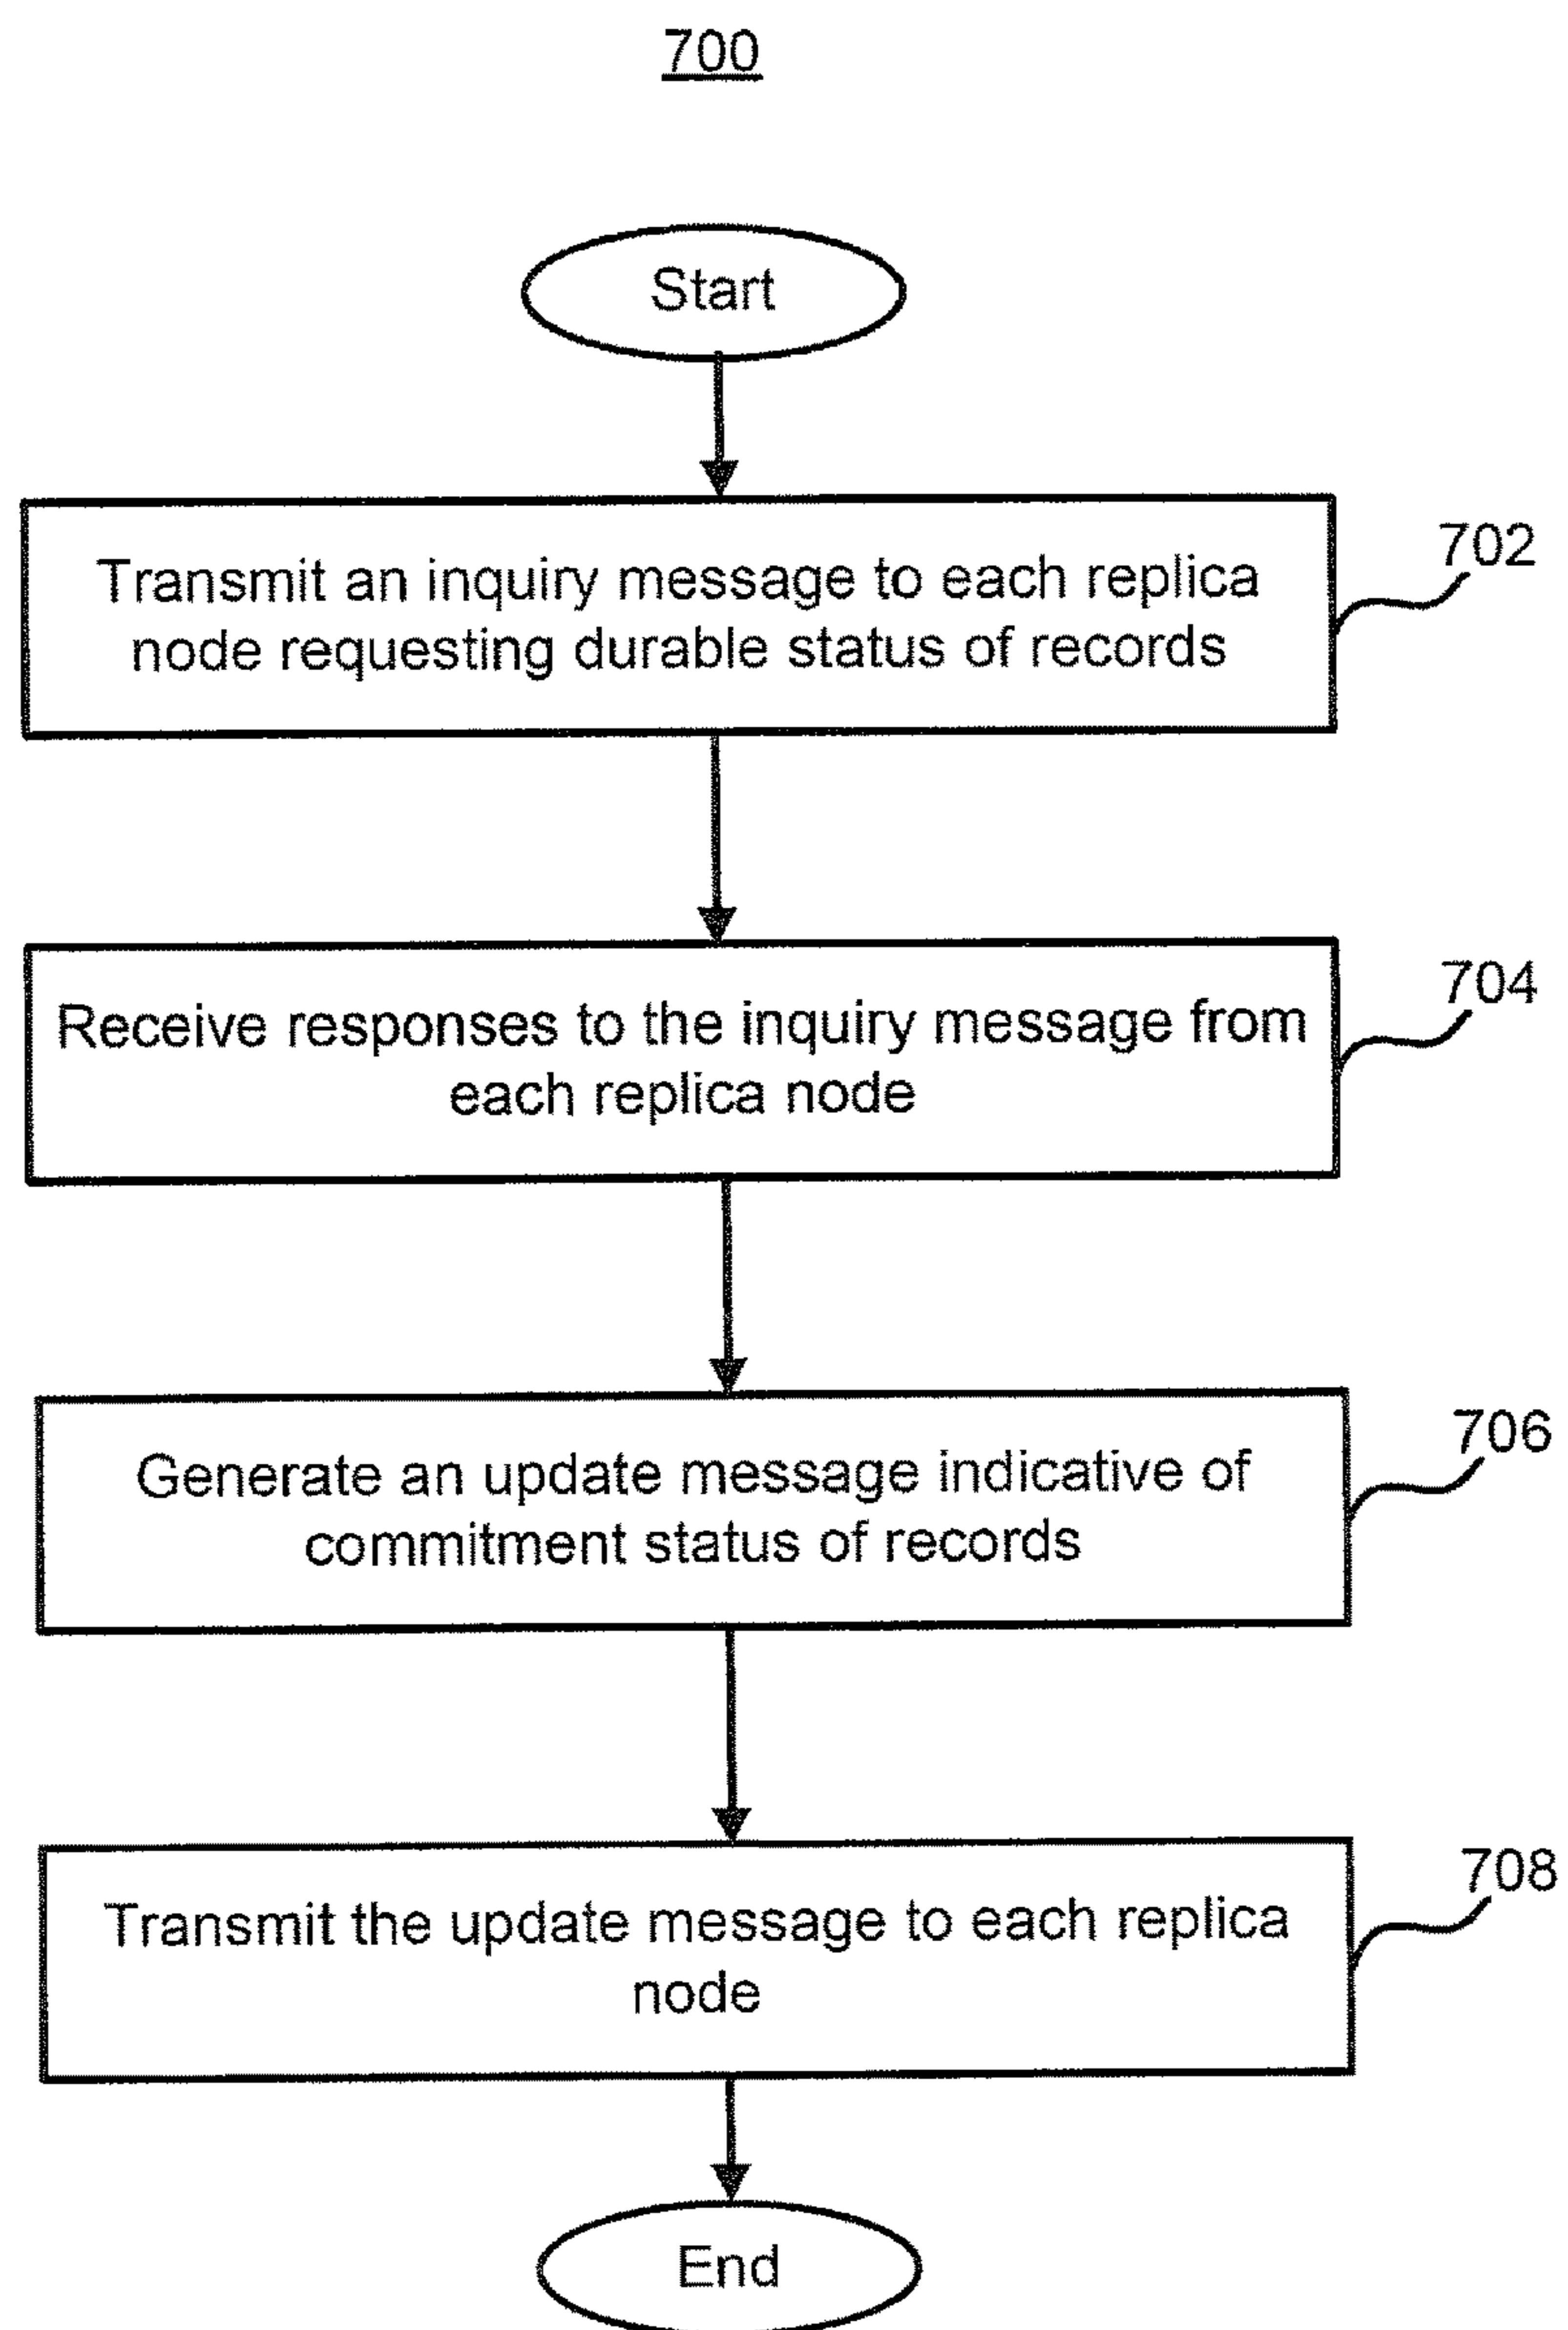 700
Start
Transmit an inquiry message to each replica
node requesting durable status of records
702
Receive responses to the inquiry message from
each replica node
704
Generate an update message indicative of
commitment status of records
706
Transmit the update message to each replica
node
708
End